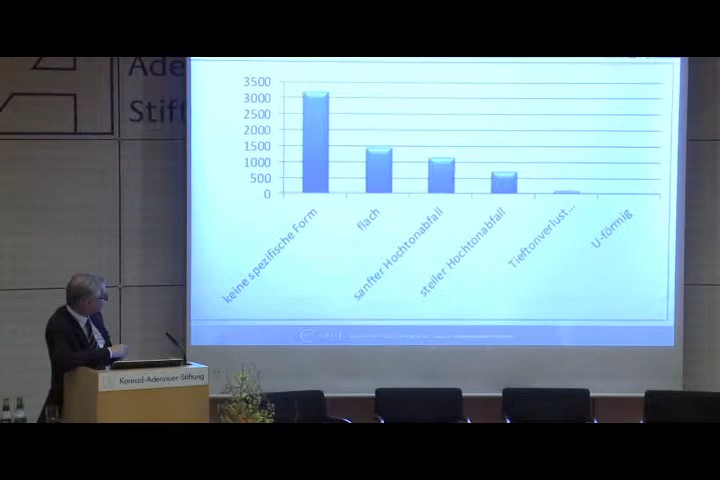 Ade
Stift
3500
3000
2500
2000
1500
1000
500
0
keine spezifische Form
flach
sanfter Hochtonabfall
steiler Hochtonabfall
Tieftonverlust...
U-förmig
Konrad-Adenauer-Stiftung